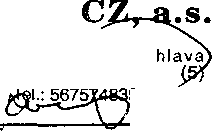 CZ, a.s.
hlava
(5)
tel.: 56757483